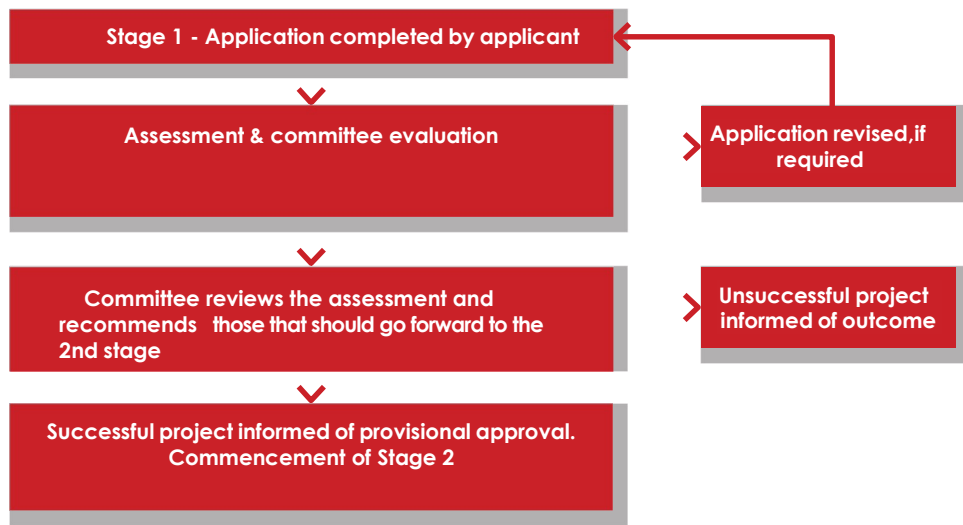 Stage 1 - Application completed by applicant
Assessment & committee evaluation
Application revised,if
required
Committee reviews the assessment and
recommends those that should go forward to the
2nd stage
Unsuccessful project
informed of outcome
Successful project informed of provisional approval.
Commencement of Stage 2